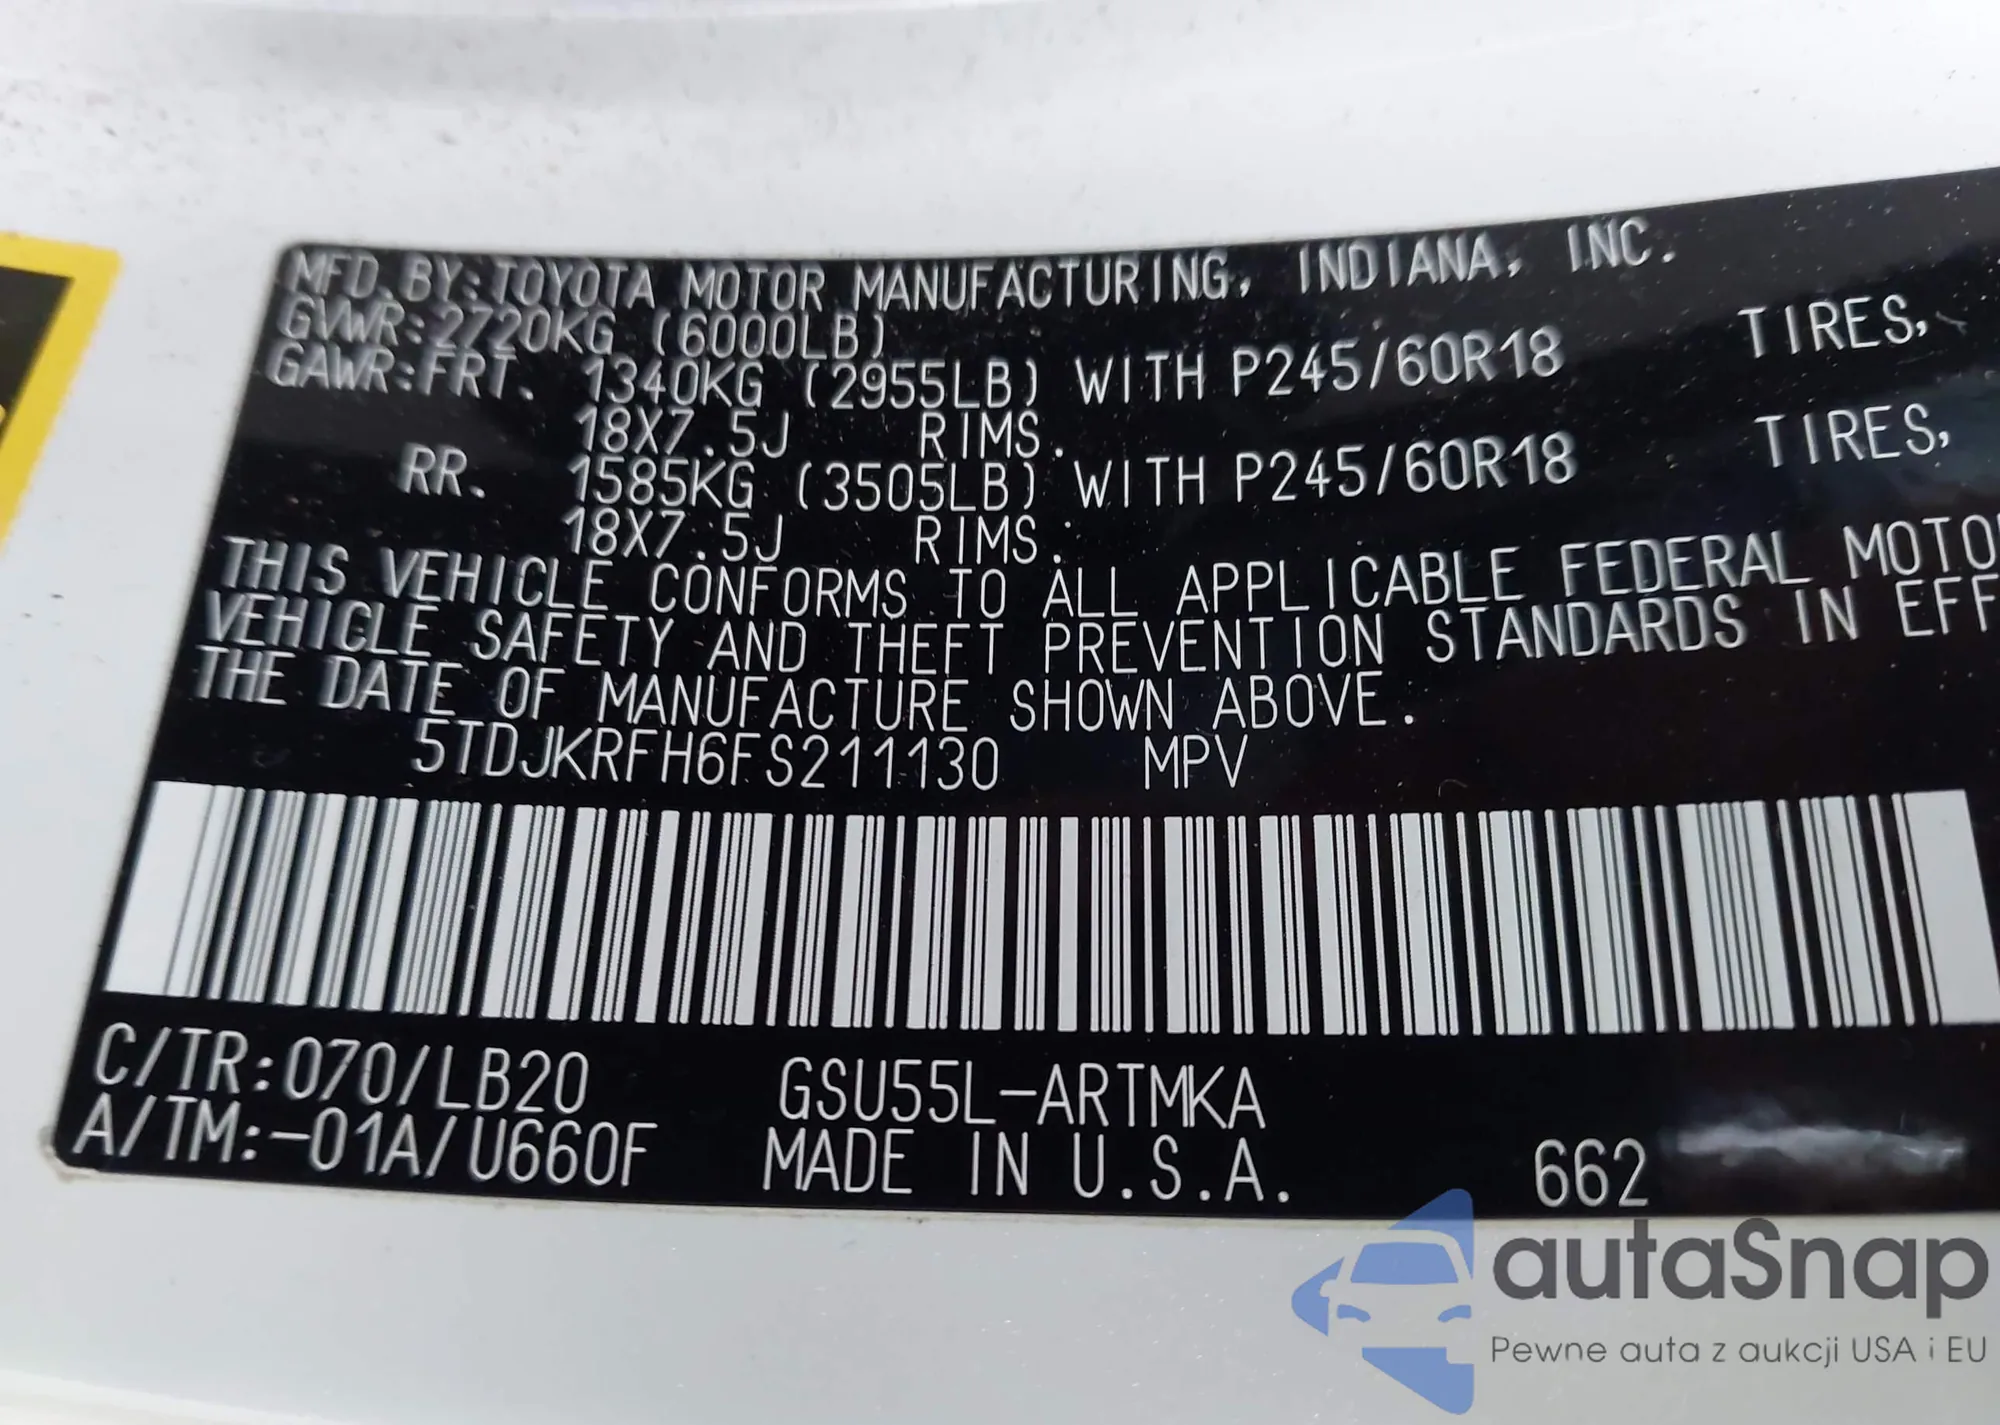 MFD.BY:TOYOTA MOTOR MANUFACTURING, INDIANA, INC.
GVWR:2720KG (6000LB)
GAWR:FRT. 1340KG (2955LB) WITH P245/60R18 TIRES,
18X7.5J RIMS.
RR. 1585KG (3505LB) WITH P245/60R18 TIRES,
18X7.5J RIMS.
THIS VEHICLE CONFORMS TO ALL APPLICABLE FEDERAL MOTO
VEHICLE SAFETY AND THEFT PREVENTION STANDARDS IN EFF
THE DATE OF MANUFACTURE SHOWN ABOVE.
5TDJKRFH6FS211130 MPV
C/TR:070/LB20 GSU55L-ARTMKA
A/TM:-01A/U660F MADE IN U.S.A. 662
autaSnap
Pewne auta z aukcji USA i EU